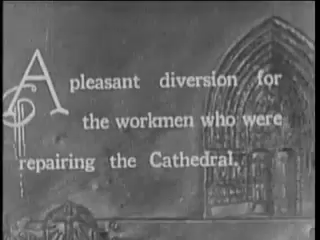 A pleasant diversion for
the workmen who were
repairing the Cathedral.